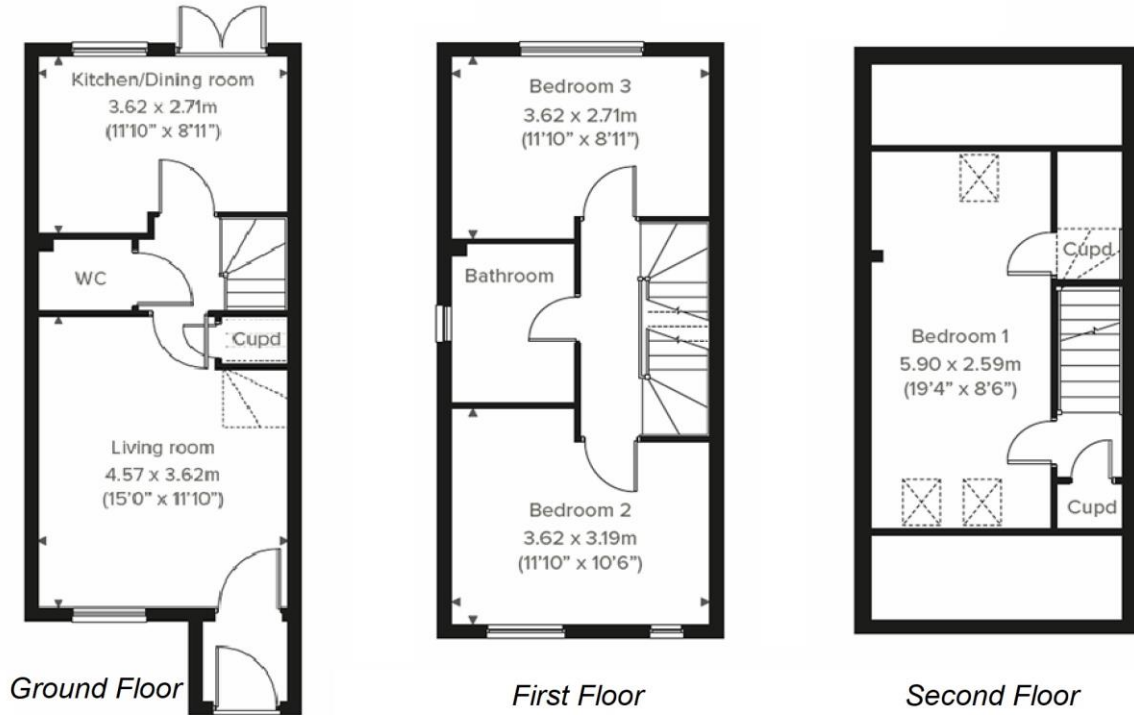 Kitchen/Dining room
3.62 x 2.71m
(11'10" x 8'11")
WC
Cupd
Living room
4.57 x 3.62m
(15'0" x 11'10")
Ground Floor
Bedroom 3
3.62 x 2.71m
(11'10" x 8'11")
Bathroom
Bedroom 2
3.62 x 3.19m
(11'10" x 10'6")
First Floor
Cupd
Bedroom 1
5.90 x 2.59m
(19'4" x 8'6")
Cupd
Second Floor